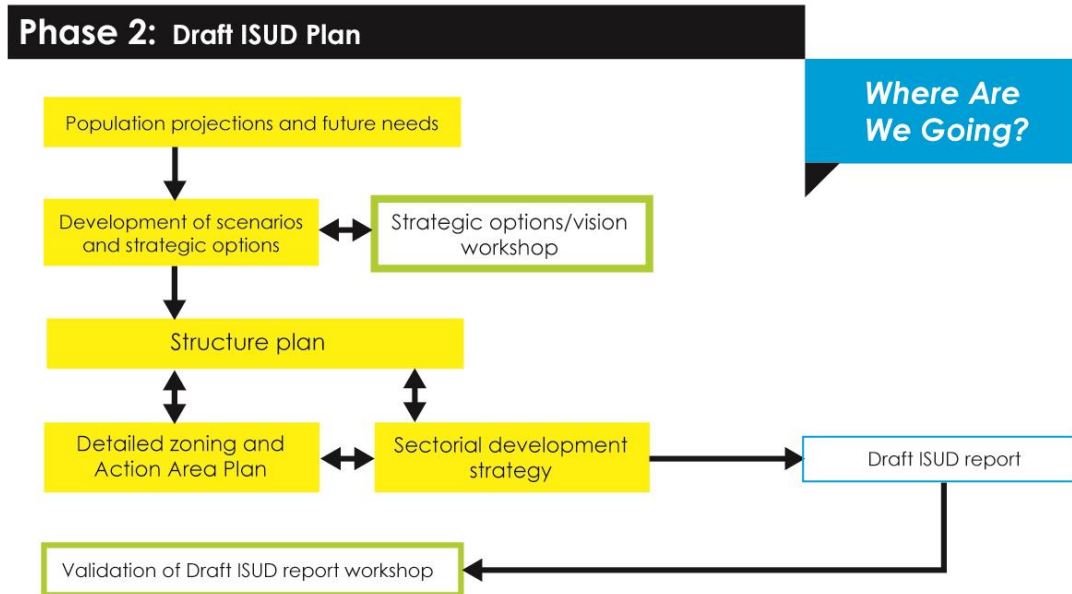 Phase 2: Draft ISUD Plan
Where Are
We Going?
Population projections and future needs
Development of scenarios
and strategic options
Strategic options/vision
workshop
Structure plan
Detailed zoning and
Action Area Plan
Sectorial development
strategy
Draft ISUD report
Validation of Draft ISUD report workshop